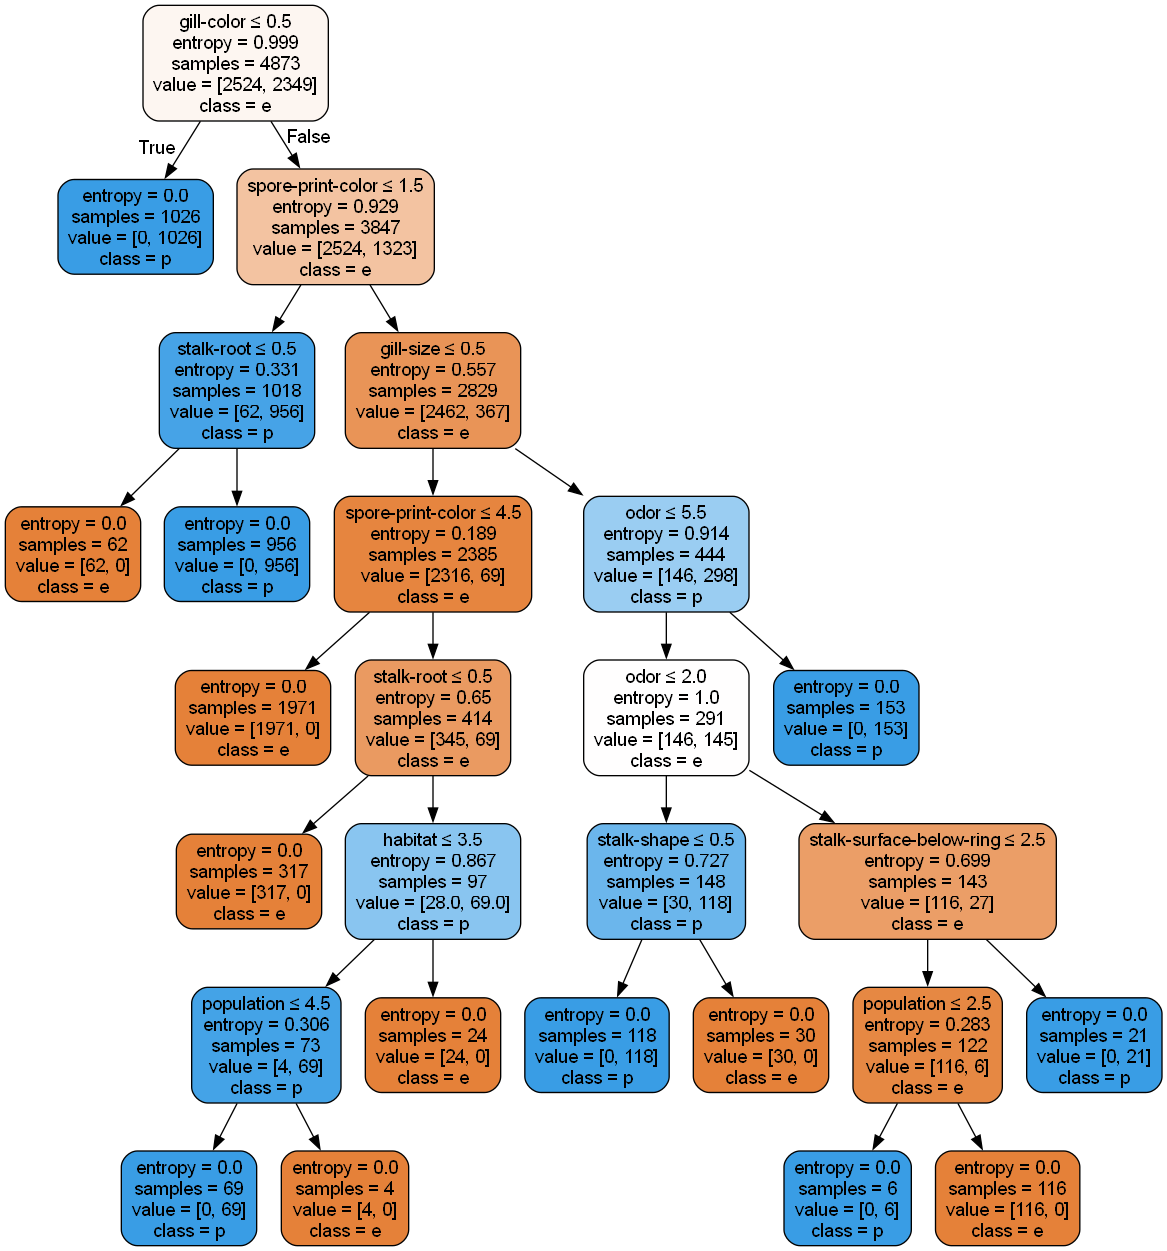 gill-color ≤ 0.5
entropy = 0.999
samples = 4873
value = [2524, 2349]
class = e
True
False
entropy = 0.0
samples = 1026
value = [0, 1026]
class = p
spore-print-color ≤ 1.5
entropy = 0.929
samples = 3847
value = [2524, 1323]
class = e
stalk-root ≤ 0.5
entropy = 0.331
samples = 1018
value = [62, 956]
class = p
gill-size ≤ 0.5
entropy = 0.557
samples = 2829
value = [2462, 367]
class = e
entropy = 0.0
samples = 62
value = [62, 0]
class = e
entropy = 0.0
samples = 956
value = [0, 956]
class = p
spore-print-color ≤ 4.5
entropy = 0.189
samples = 2385
value = [2316, 69]
class = e
odor ≤ 5.5
entropy = 0.914
samples = 444
value = [146, 298]
class = p
entropy = 0.0
samples = 1971
value = [1971, 0]
class = e
stalk-root ≤ 0.5
entropy = 0.65
samples = 414
value = [345, 69]
class = e
odor ≤ 2.0
entropy = 1.0
samples = 291
value = [146, 145]
class = e
entropy = 0.0
samples = 153
value = [0, 153]
class = p
entropy = 0.0
samples = 317
value = [317, 0]
class = e
habitat ≤ 3.5
entropy = 0.867
samples = 97
value = [28.0, 69.0]
class = p
stalk-shape ≤ 0.5
entropy = 0.727
samples = 148
value = [30, 118]
class = p
stalk-surface-below-ring ≤ 2.5
entropy = 0.699
samples = 143
value = [116, 27]
class = e
population ≤ 4.5
entropy = 0.306
samples = 73
value = [4, 69]
class = p
entropy = 0.0
samples = 24
value = [24, 0]
class = e
entropy = 0.0
samples = 118
value = [0, 118]
class = p
entropy = 0.0
samples = 30
value = [30, 0]
class = e
population ≤ 2.5
entropy = 0.283
samples = 122
value = [116, 6]
class = e
entropy = 0.0
samples = 21
value = [0, 21]
class = p
entropy = 0.0
samples = 69
value = [0, 69]
class = p
entropy = 0.0
samples = 4
value = [4, 0]
class = e
entropy = 0.0
samples = 6
value = [0, 6]
class = p
entropy = 0.0
samples = 116
value = [116, 0]
class = e